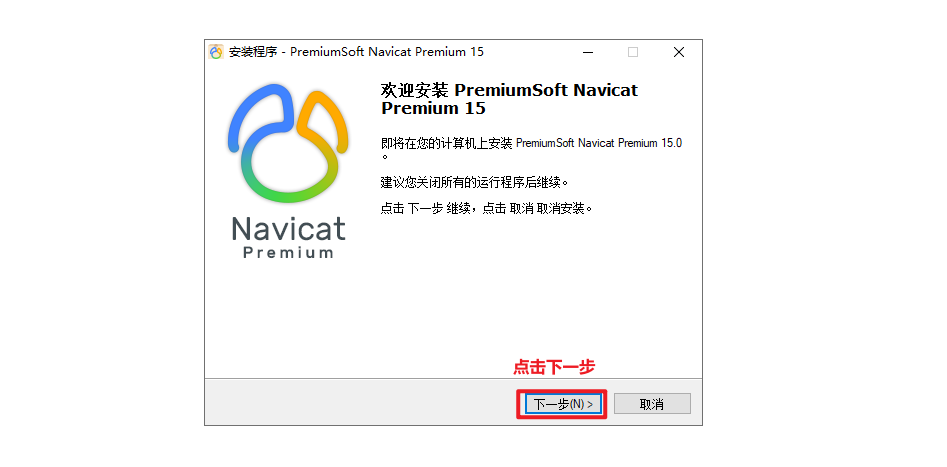 安装程序 - PremiumSoft Navicat Premium 15
欢迎安装 PremiumSoft Navicat
Premium 15
即将在您的计算机上安装 PremiumSoft Navicat Premium 15.0
。
建议您关闭所有的运行程序后继续。
点击 下一步 继续，点击 取消 取消安装。
Navicat
Premium
点击下一步
下一步(N) >
取消